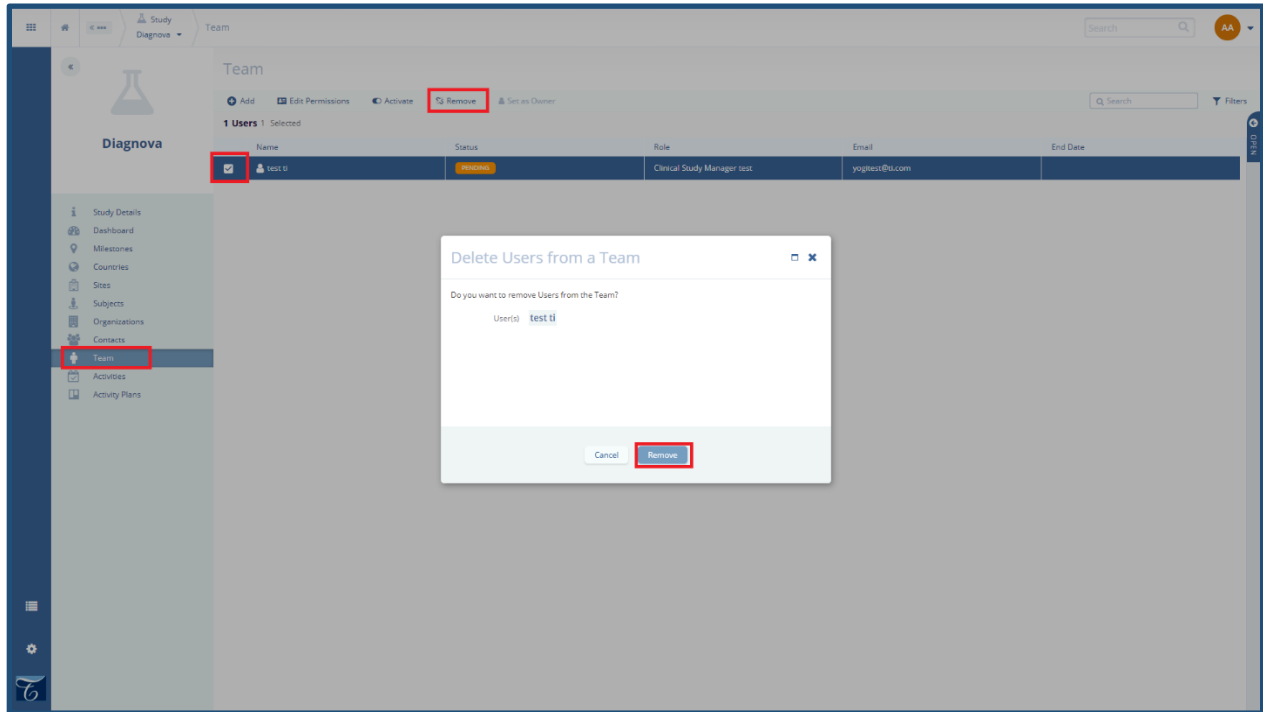 Study
Diagnova
Team
Search
AA
Team
Add
Edit Permissions
Activate
Remove
Set as Owner
Search
Filters
1 Users 1 Selected
OPEN
Diagnova
Name
Status
Role
Email
End Date
test ti
PENDING
Clinical Study Manager test
yogitest@ti.com
Study Details
Dashboard
Milestones
Countries
Sites
Subjects
Organizations
Contacts
Team
Activities
Activity Plans
Delete Users from a Team
Do you want to remove Users from the Team?
User(s) test ti
Cancel
Remove